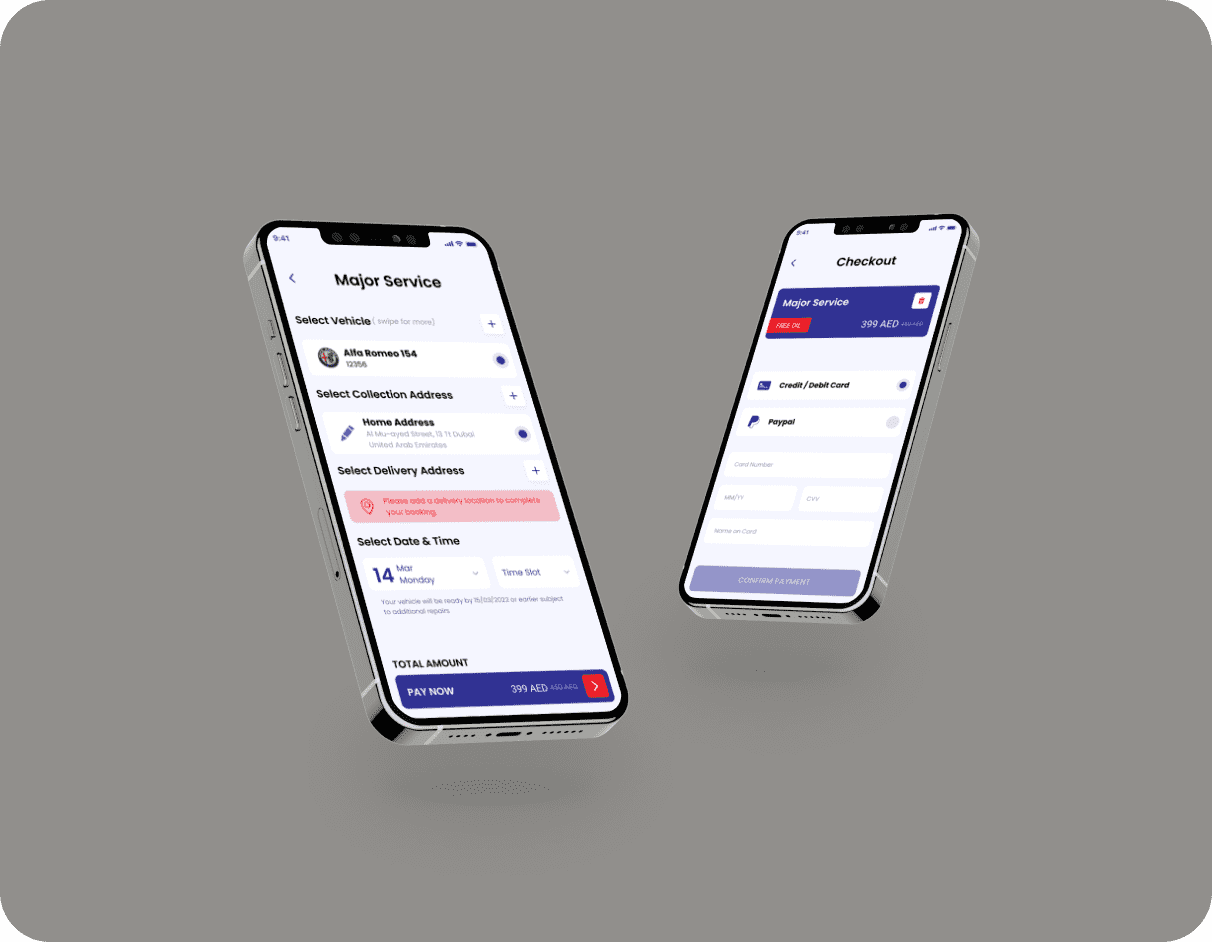 9:41
Major Service
Select Vehicle ( swipe for more)
Alfa Romeo 154
12356
Select Collection Address
Home Address
Al Mu-ayed Street, 13 Tt Dubai
United Arab Emirates
Select Delivery Address
Please add a delivery location to complete
your booking.
Select Date & Time
14 Mar
Monday
Time Slot
Your vehicle will be ready by 15/03/2023 or earlier subject
to additional repairs
TOTAL AMOUNT
PAY NOW 399 AED 450 AED
9:41
Checkout
Major Service
FREE OIL 399 AED 450 AED
Credit / Debit Card
Paypal
Card Number
MM/YY CVV
Name on Card
CONFIRM PAYMENT